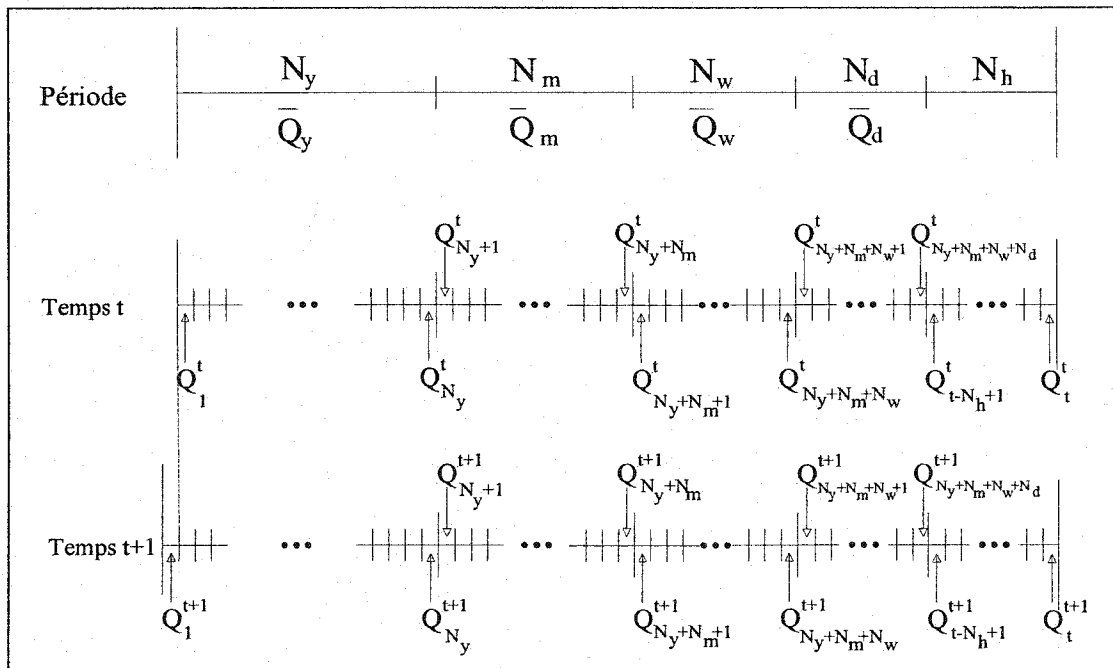 Période N_y N_m N_w N_d N_h
Q̅_y Q̅_m Q̅_w Q̅_d
Q^t_{N_y+1} Q^t_{N_y+N_m} Q^t_{N_y+N_m+N_w+1} Q^t_{N_y+N_m+N_w+N_d}
Temps t ••• ••• ••• ••• •••
Q^t_1 Q^t_{N_y} Q^t_{N_y+N_m+1} Q^t_{N_y+N_m+N_w} Q^t_{t-N_h+1} Q^t_t
Q^{t+1}_{N_y+1} Q^{t+1}_{N_y+N_m} Q^{t+1}_{N_y+N_m+N_w+1} Q^{t+1}_{N_y+N_m+N_w+N_d}
Temps t+1 ••• ••• ••• ••• •••
Q^{t+1}_1 Q^{t+1}_{N_y} Q^{t+1}_{N_y+N_m+1} Q^{t+1}_{N_y+N_m+N_w} Q^{t+1}_{t-N_h+1} Q^{t+1}_t